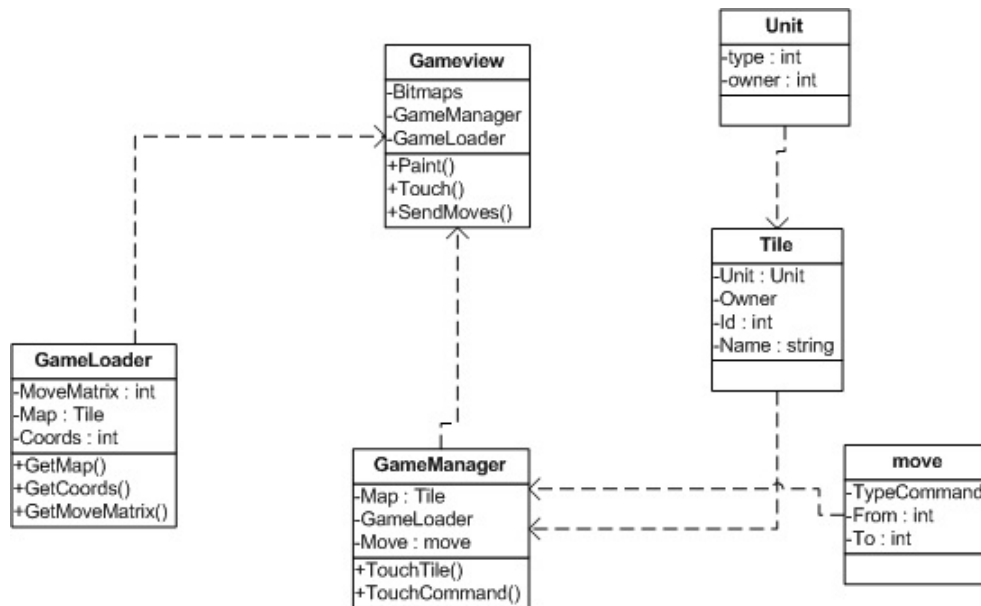 Unit
-type : int
-owner : int
Gameview
-Bitmaps
-GameManager
-GameLoader
+Paint()
+Touch()
+SendMoves()
Tile
-Unit : Unit
-Owner
-Id : int
-Name : string
GameLoader
-MoveMatrix : int
-Map : Tile
-Coords : int
+GetMap()
+GetCoords()
+GetMoveMatrix()
GameManager
-Map : Tile
-GameLoader
-Move : move
+TouchTile()
+TouchCommand()
move
-TypeCommand
-From : int
-To : int